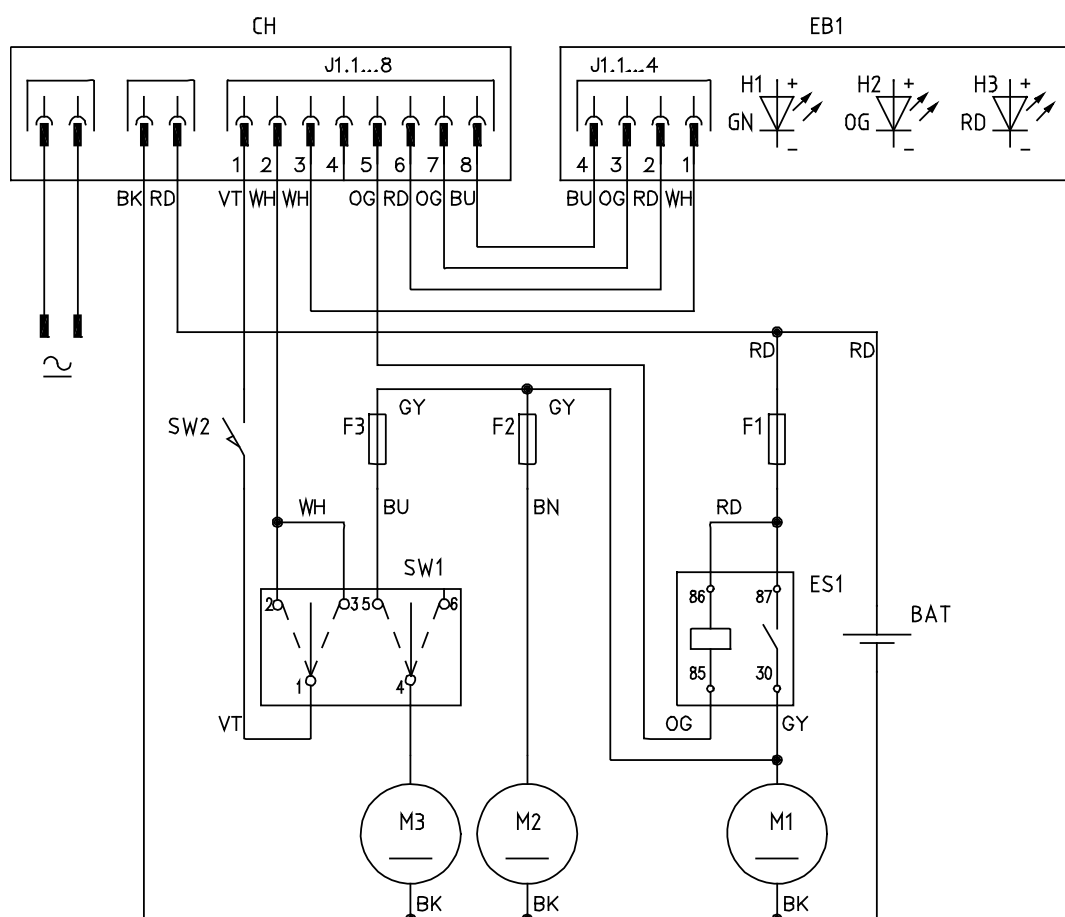 CH EB1
J1.1...8 J1.1...4 H1 + H2 + H3 +
GN OG RD
- - -
1 2 3 4 5 6 7 8 4 3 2 1
BK RD VT WH WH OG RD OG BU BU OG RD WH
RD RD
GY GY
SW2 F3 F2 F1
WH BU BN RD
SW1 ES1
2 3 5 6 86 87
BAT
1 4 85 30
VT OG GY
M3 M2 M1
BK BK BK